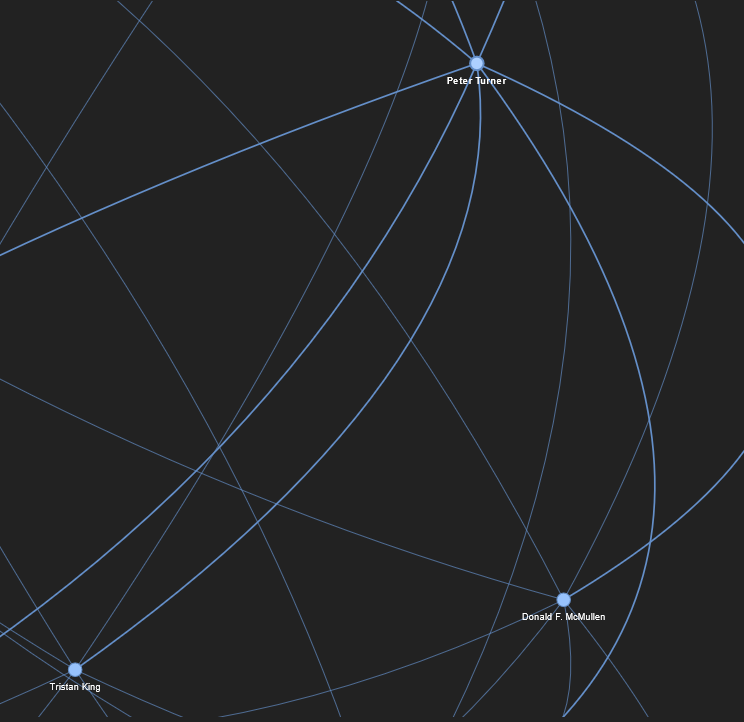 Peter Turner
Donald F. McMullen
Tristan King